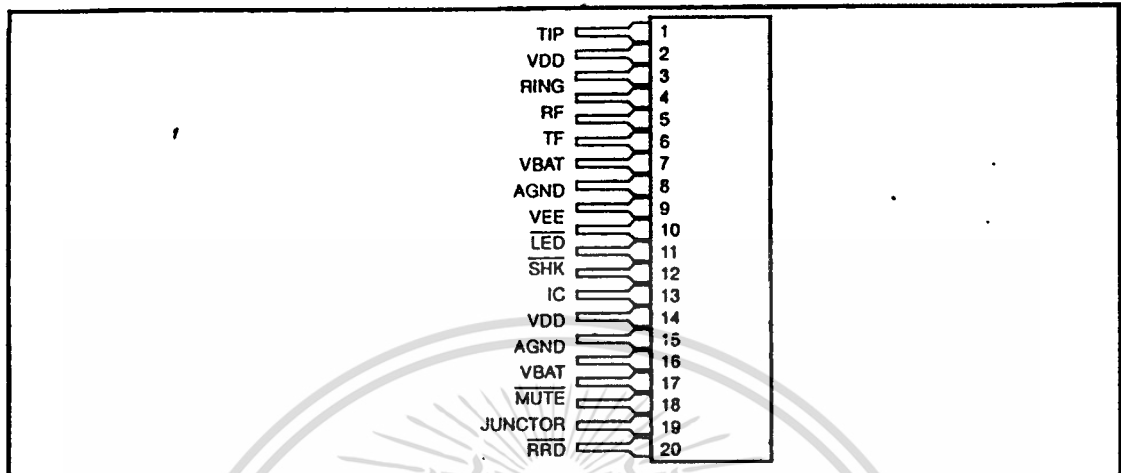 TIP
1
VDD
2
RING
3
RF
4
TF
5
VBAT
6
AGND
7
VEE
8
LED
9
SHK
10
IC
11
VDD
12
AGND
13
VBAT
14
MUTE
15
JUNCTOR
16
RRD
17
18
19
20